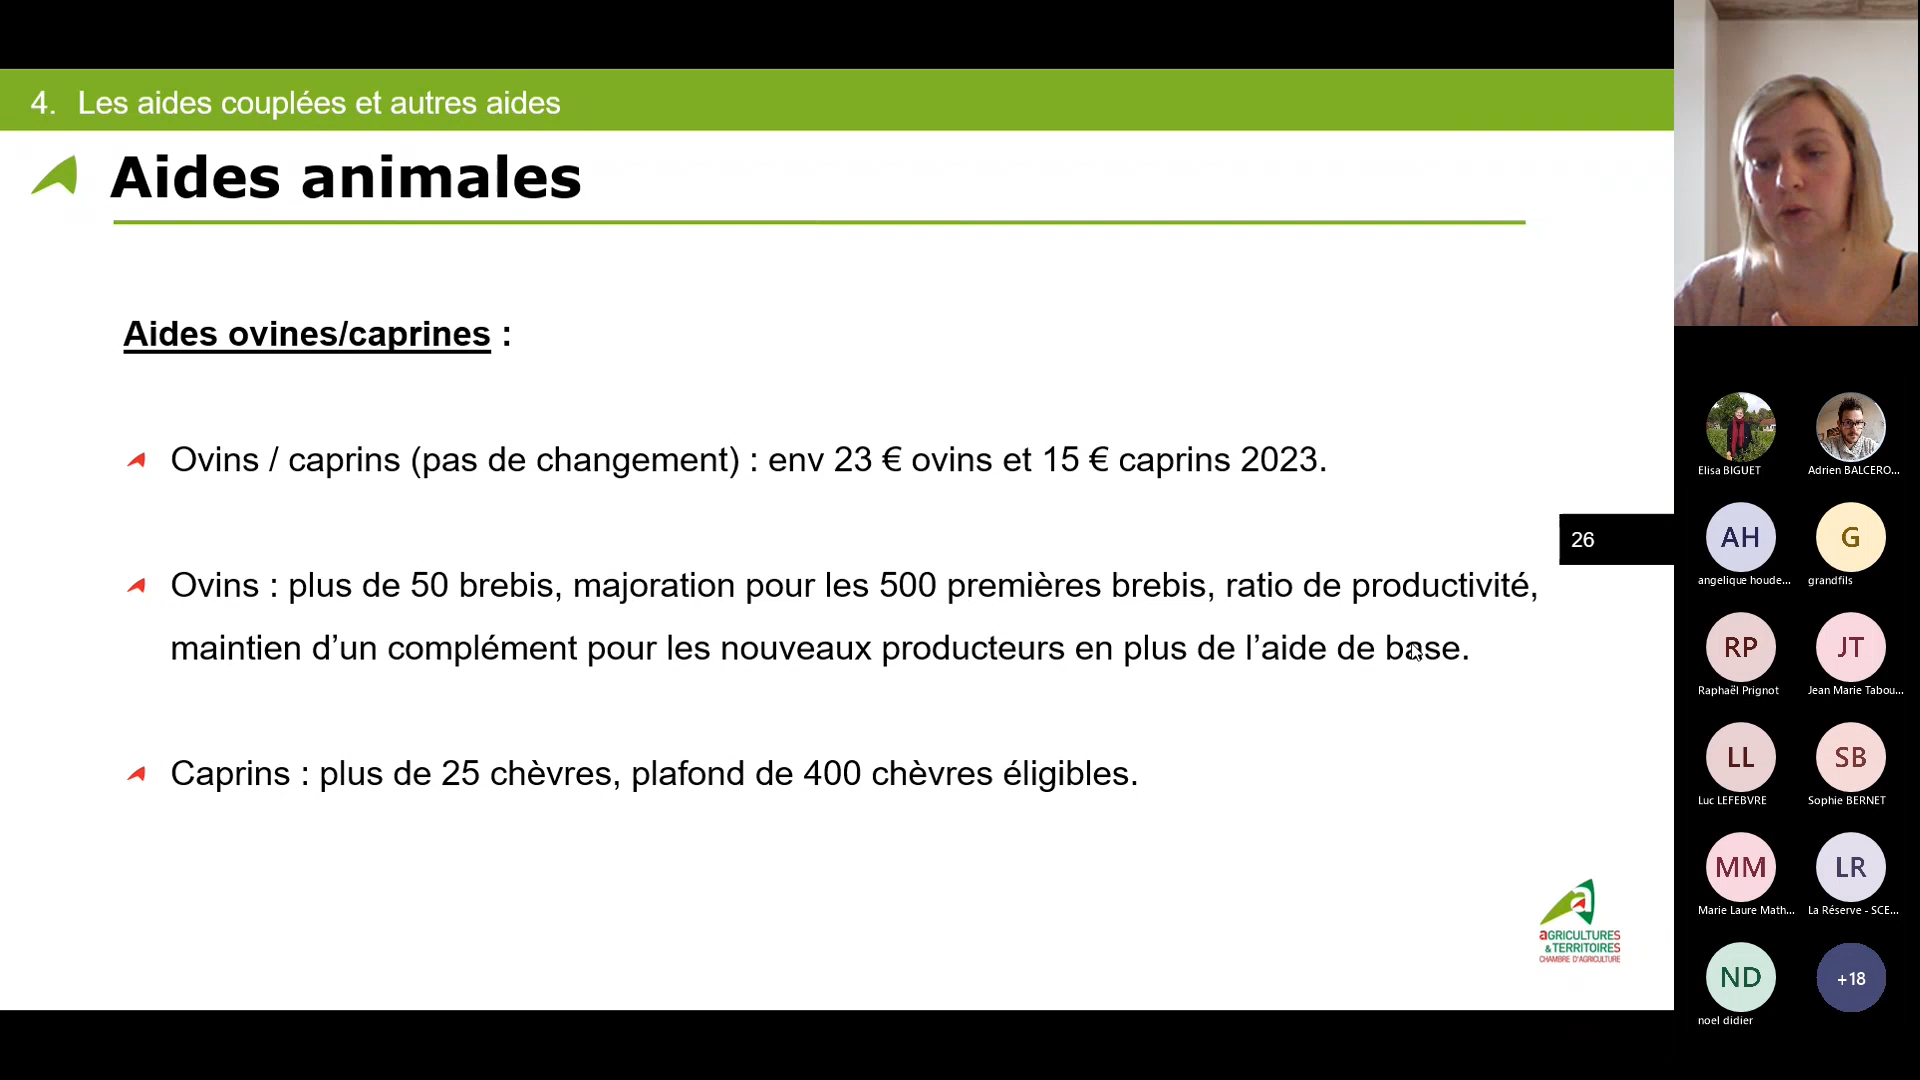 4. Les aides couplées et autres aides
Aides animales
Aides ovines/caprines :
Ovins / caprins (pas de changement) : env 23 € ovins et 15 € caprins 2023.
Ovins : plus de 50 brebis, majoration pour les 500 premières brebis, ratio de productivité,
maintien d’un complément pour les nouveaux producteurs en plus de l’aide de base.
Caprins : plus de 25 chèvres, plafond de 400 chèvres éligibles.
26
aGRICULTURES
& TERRITOIRES
CHAMBRE D'AGRICULTURE
Elisa BIGUET
Adrien BALCERO...
AH
angelique houde...
G
grandfils
RP
Raphaël Prignot
JT
Jean Marie Tabou...
LL
Luc LEFEBVRE
SB
Sophie BERNET
MM
Marie Laure Math...
LR
La Réserve - SCE...
ND
noel didier
+18